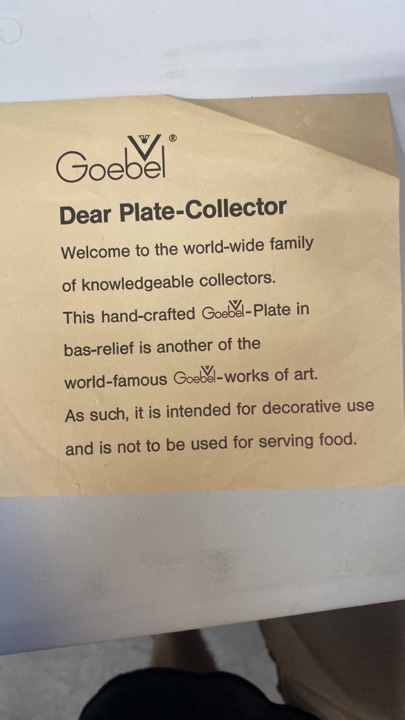 Goebel®
Dear Plate-Collector
Welcome to the world-wide family
of knowledgeable collectors.
This hand-crafted Goebel-Plate in
bas-relief is another of the
world-famous Goebel-works of art.
As such, it is intended for decorative use
and is not to be used for serving food.